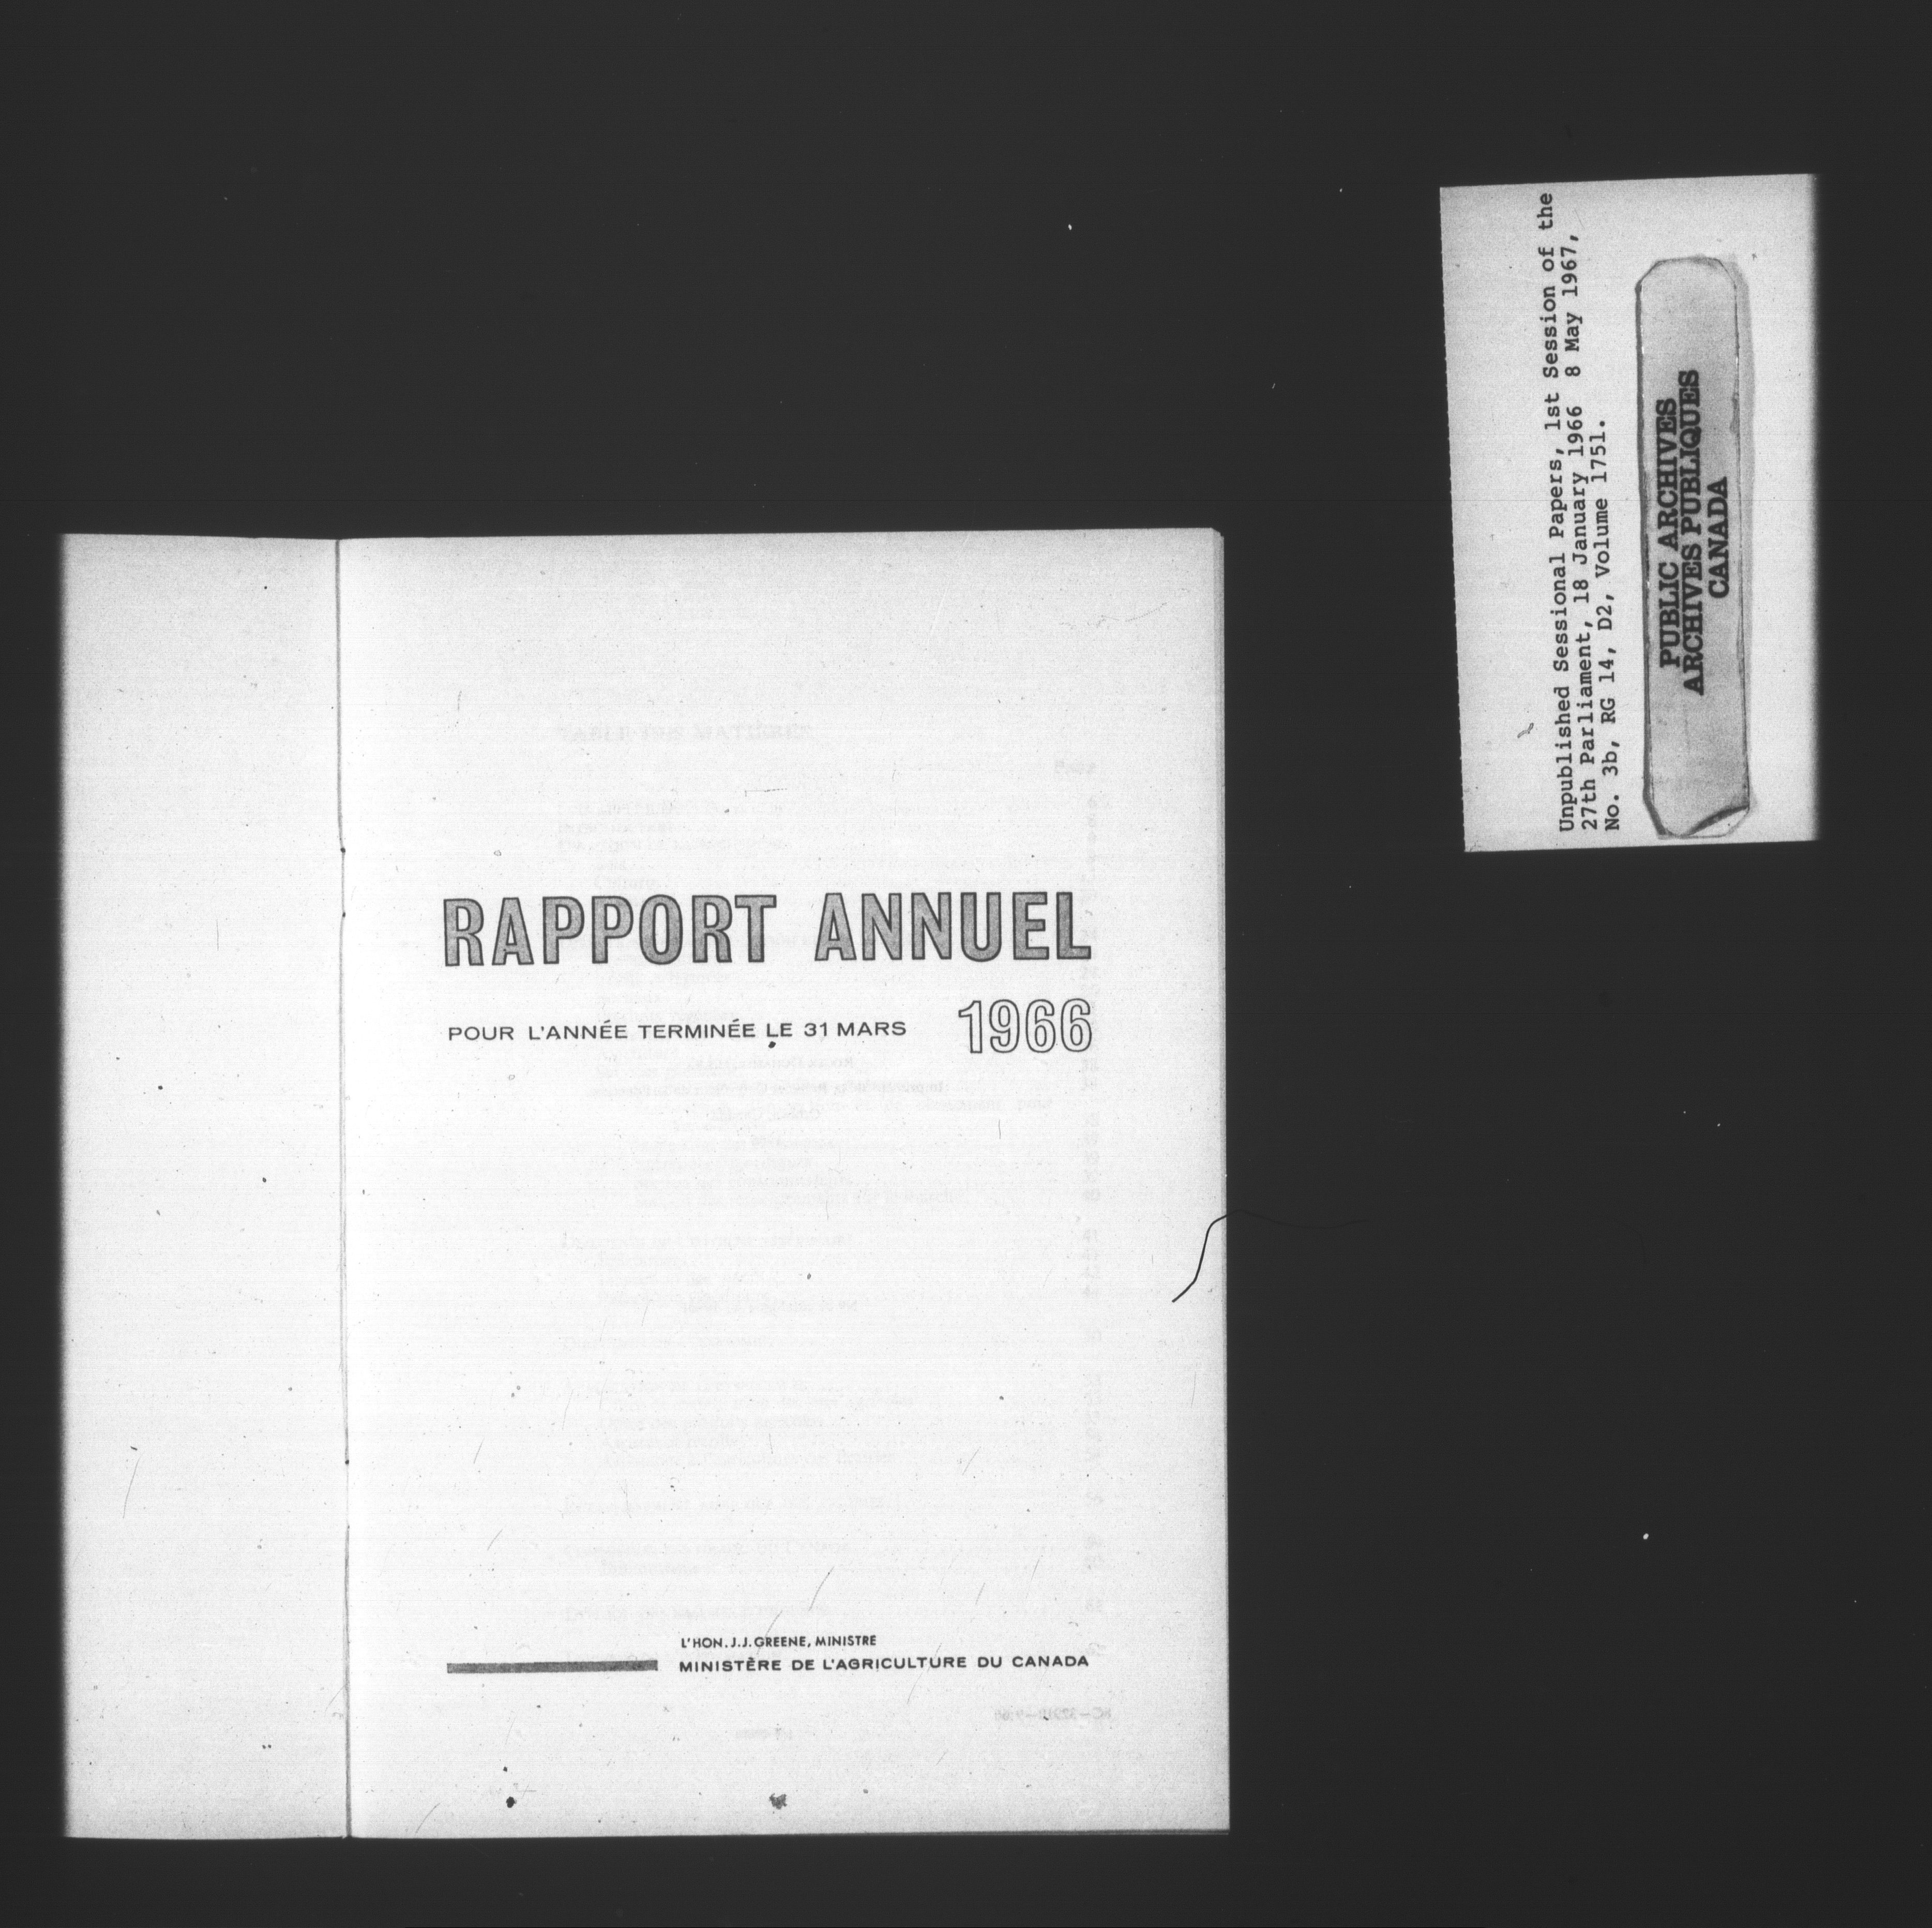 RAPPORT ANNUEL
POUR L'ANNÉE TERMINÉE LE 31 MARS 1966
L'HON. J.J. GREENE, MINISTRE
MINISTÈRE DE L'AGRICULTURE DU CANADA
Unpublished Sessional Papers, 1st Session of the
27th Parliament, 18 January 1966 8 May 1967,
No. 3b, RG 14, D2, Volume 1751.
PUBLIC ARCHIVES
ARCHIVES PUBLIQUES
CANADA